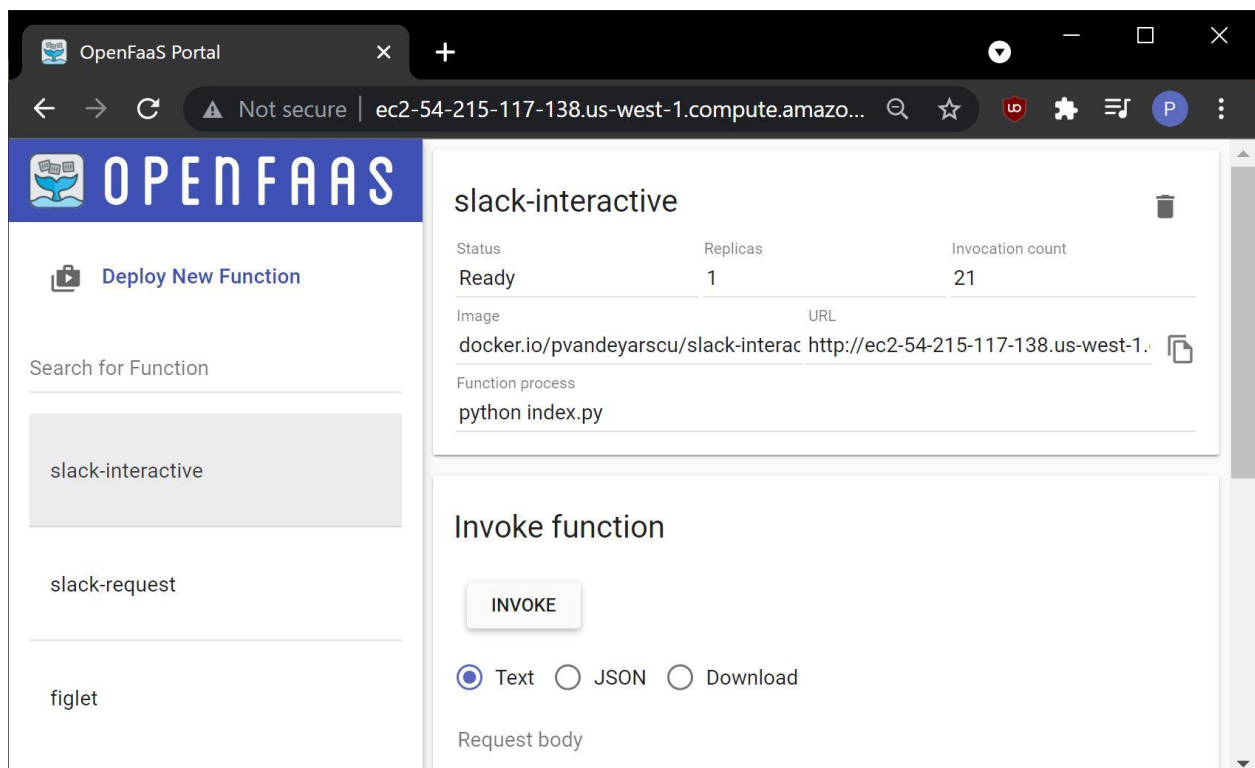 OpenFaaS Portal
Not secure | ec2-54-215-117-138.us-west-1.compute.amazo...
P
OPENFAAS
Deploy New Function
Search for Function
slack-interactive
slack-request
figlet
slack-interactive
Status Replicas Invocation count
Ready 1 21
Image URL
docker.io/pvandeyarscu/slack-interac http://ec2-54-215-117-138.us-west-1.
Function process
python index.py
Invoke function
INVOKE
Text JSON Download
Request body